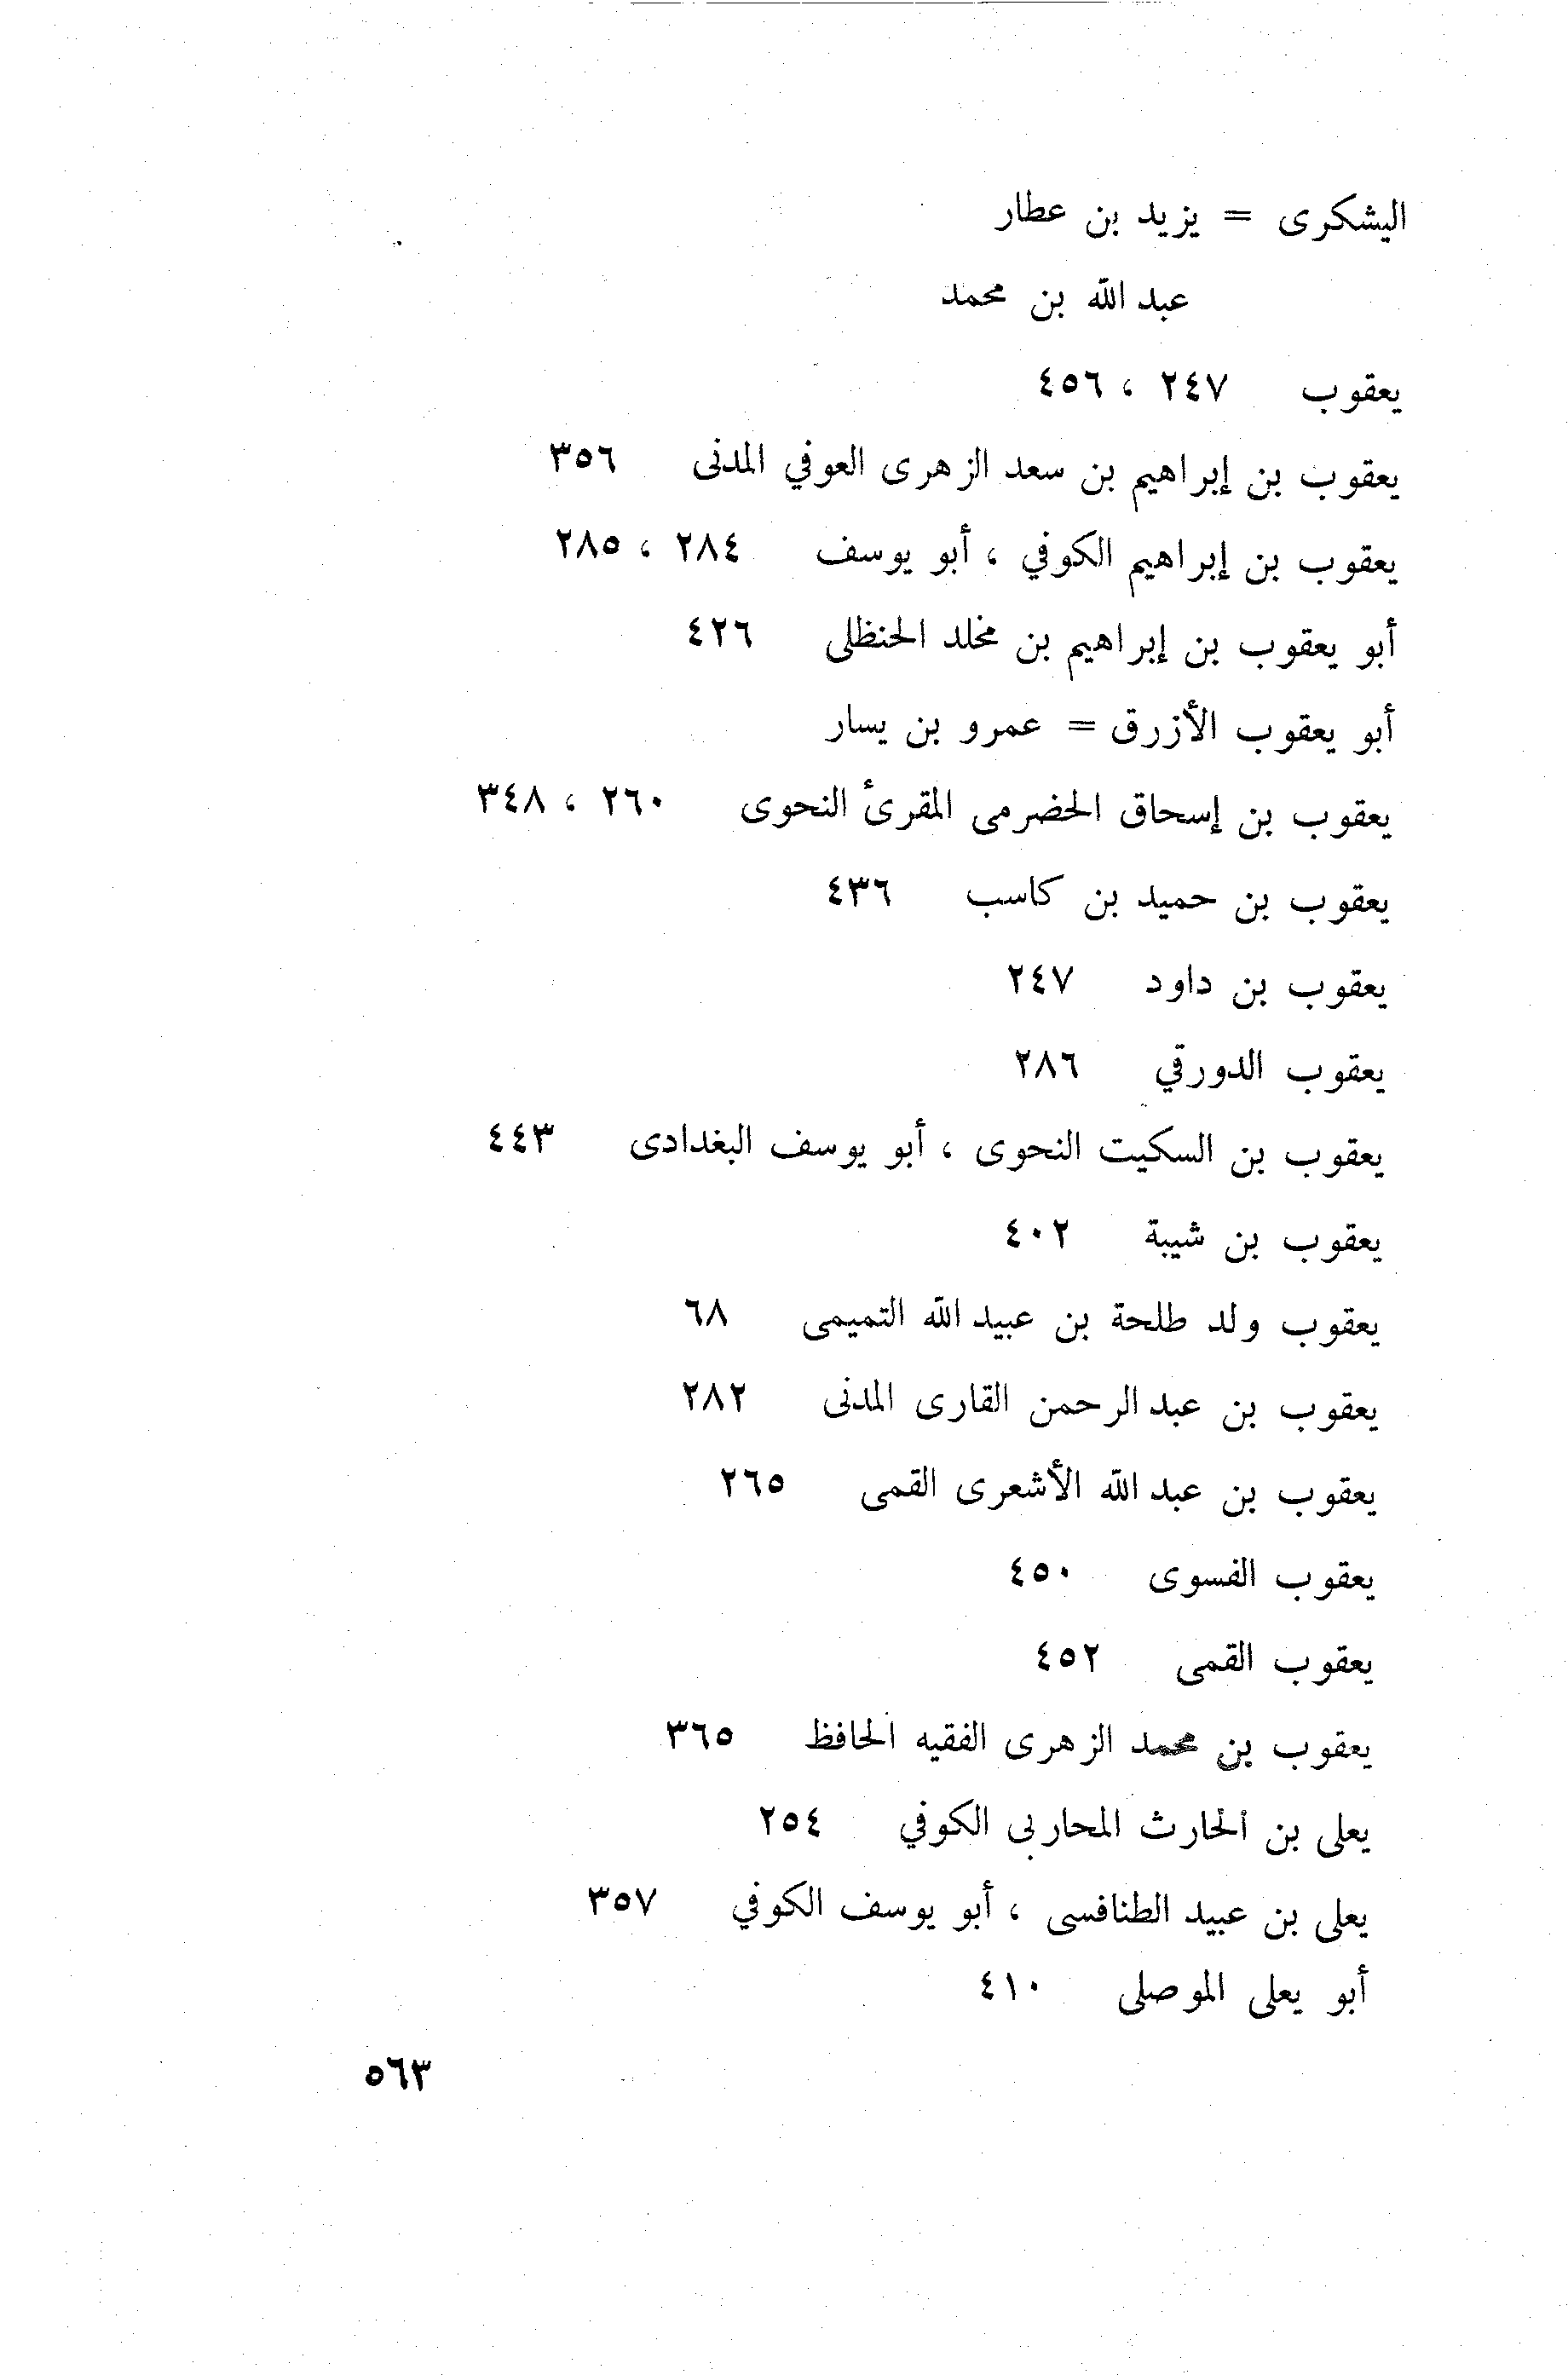 اليشكرى = يزيد بن عطار
عبد الله بن محمد
يعقوب ٢٤٧ ، ٤٥٦
يعقوب بن إبراهيم بن سعد الزهرى العوفي المدنى ٣٥٦
يعقوب بن إبراهيم الكوفي ، أبو يوسف ٢٨٤ ، ٢٨٥
أبو يعقوب بن إبراهيم بن مخلد الحنظلى ٤٢٦
أبو يعقوب الأزرق = عمرو بن يسار
يعقوب بن إسحاق الحضرمى المقرئ النحوى ٢٦٠ ، ٣٤٨
يعقوب بن حميد بن كاسب ٤٣٦
يعقوب بن داود ٢٤٧
يعقوب الدورقي ٢٨٦
يعقوب بن السكيت النحوى ، أبو يوسف البغدادى ٤٤٣
يعقوب بن شيبة ٤٠٢
يعقوب ولد طلحة بن عبيد الله التميمى ٦٨
يعقوب بن عبد الرحمن القارى المدنى ٢٨٢
يعقوب بن عبد الله الأشعرى القمى ٢٦٥
يعقوب الفسوى ٤٥٠
يعقوب القمى ٤٥٢
يعقوب بن محمد الزهرى الفقيه الحافظ ٣٦٥
يعلى بن الحارث المحاربى الكوفي ٢٥٤
يعلى بن عبيد الطنافسى ، أبو يوسف الكوفي ٣٥٧
أبو يعلى الموصلى ٤١٠
٥٦٣